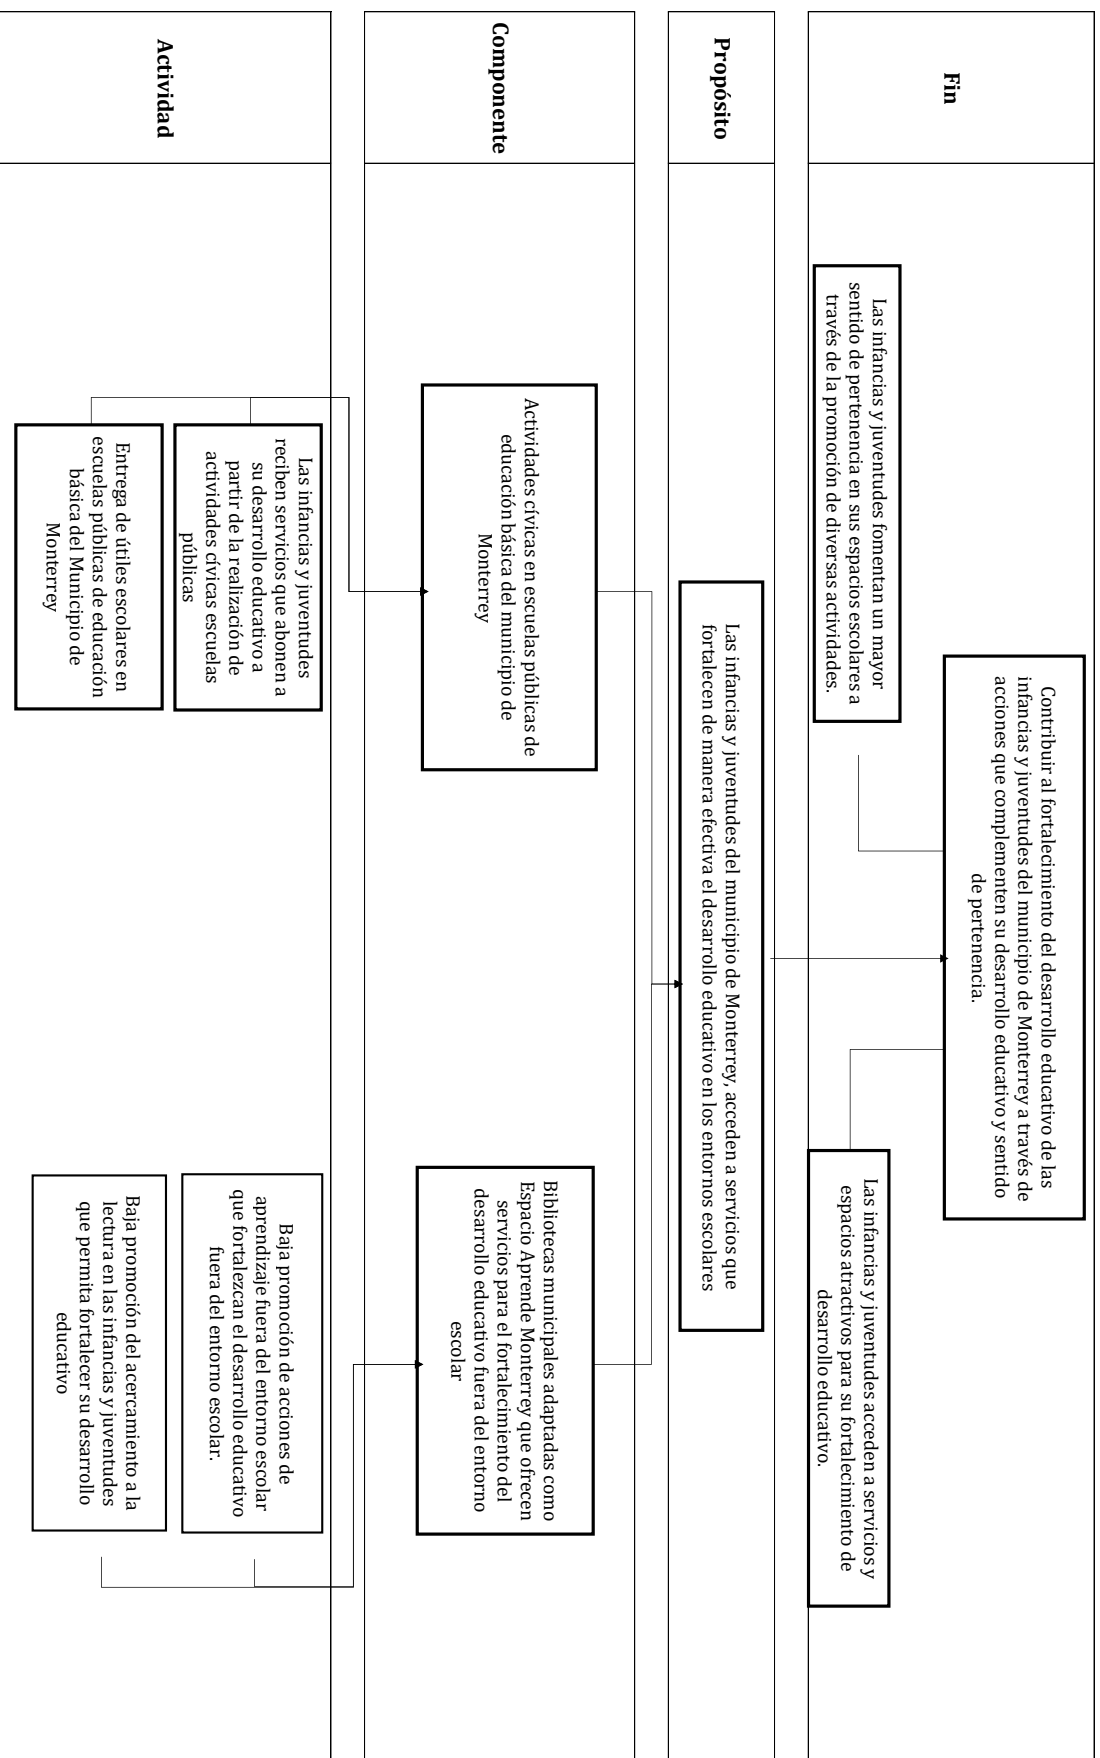 Fin
Contribuir al fortalecimiento del desarrollo educativo de las
infancias y juventudes del municipio de Monterrey a través de
acciones que complementen su desarrollo educativo y sentido
de pertenencia.
Las infancias y juventudes fomentan un mayor
sentido de pertenencia en sus espacios escolares a
través de la promoción de diversas actividades.
Las infancias y juventudes acceden a servicios y
espacios atractivos para su fortalecimiento de
desarrollo educativo.
Propósito
Las infancias y juventudes del municipio de Monterrey, acceden a servicios que
fortalecen de manera efectiva el desarrollo educativo en los entornos escolares
Componente
Actividades cívicas en escuelas públicas de
educación básica del municipio de
Monterrey
Bibliotecas municipales adaptadas como
Espacio Aprende Monterrey que ofrecen
servicios para el fortalecimiento del
desarrollo educativo fuera del entorno
escolar
Actividad
Las infancias y juventudes
reciben servicios que abonen a
su desarrollo educativo a
partir de la realización de
actividades cívicas escuelas
públicas
Entrega de útiles escolares en
escuelas públicas de educación
básica del Municipio de
Monterrey
Baja promoción de acciones de
aprendizaje fuera del entorno escolar
que fortalezcan el desarrollo educativo
fuera del entorno escolar.
Baja promoción del acercamiento a la
lectura en las infancias y juventudes
que permita fortalecer su desarrollo
educativo